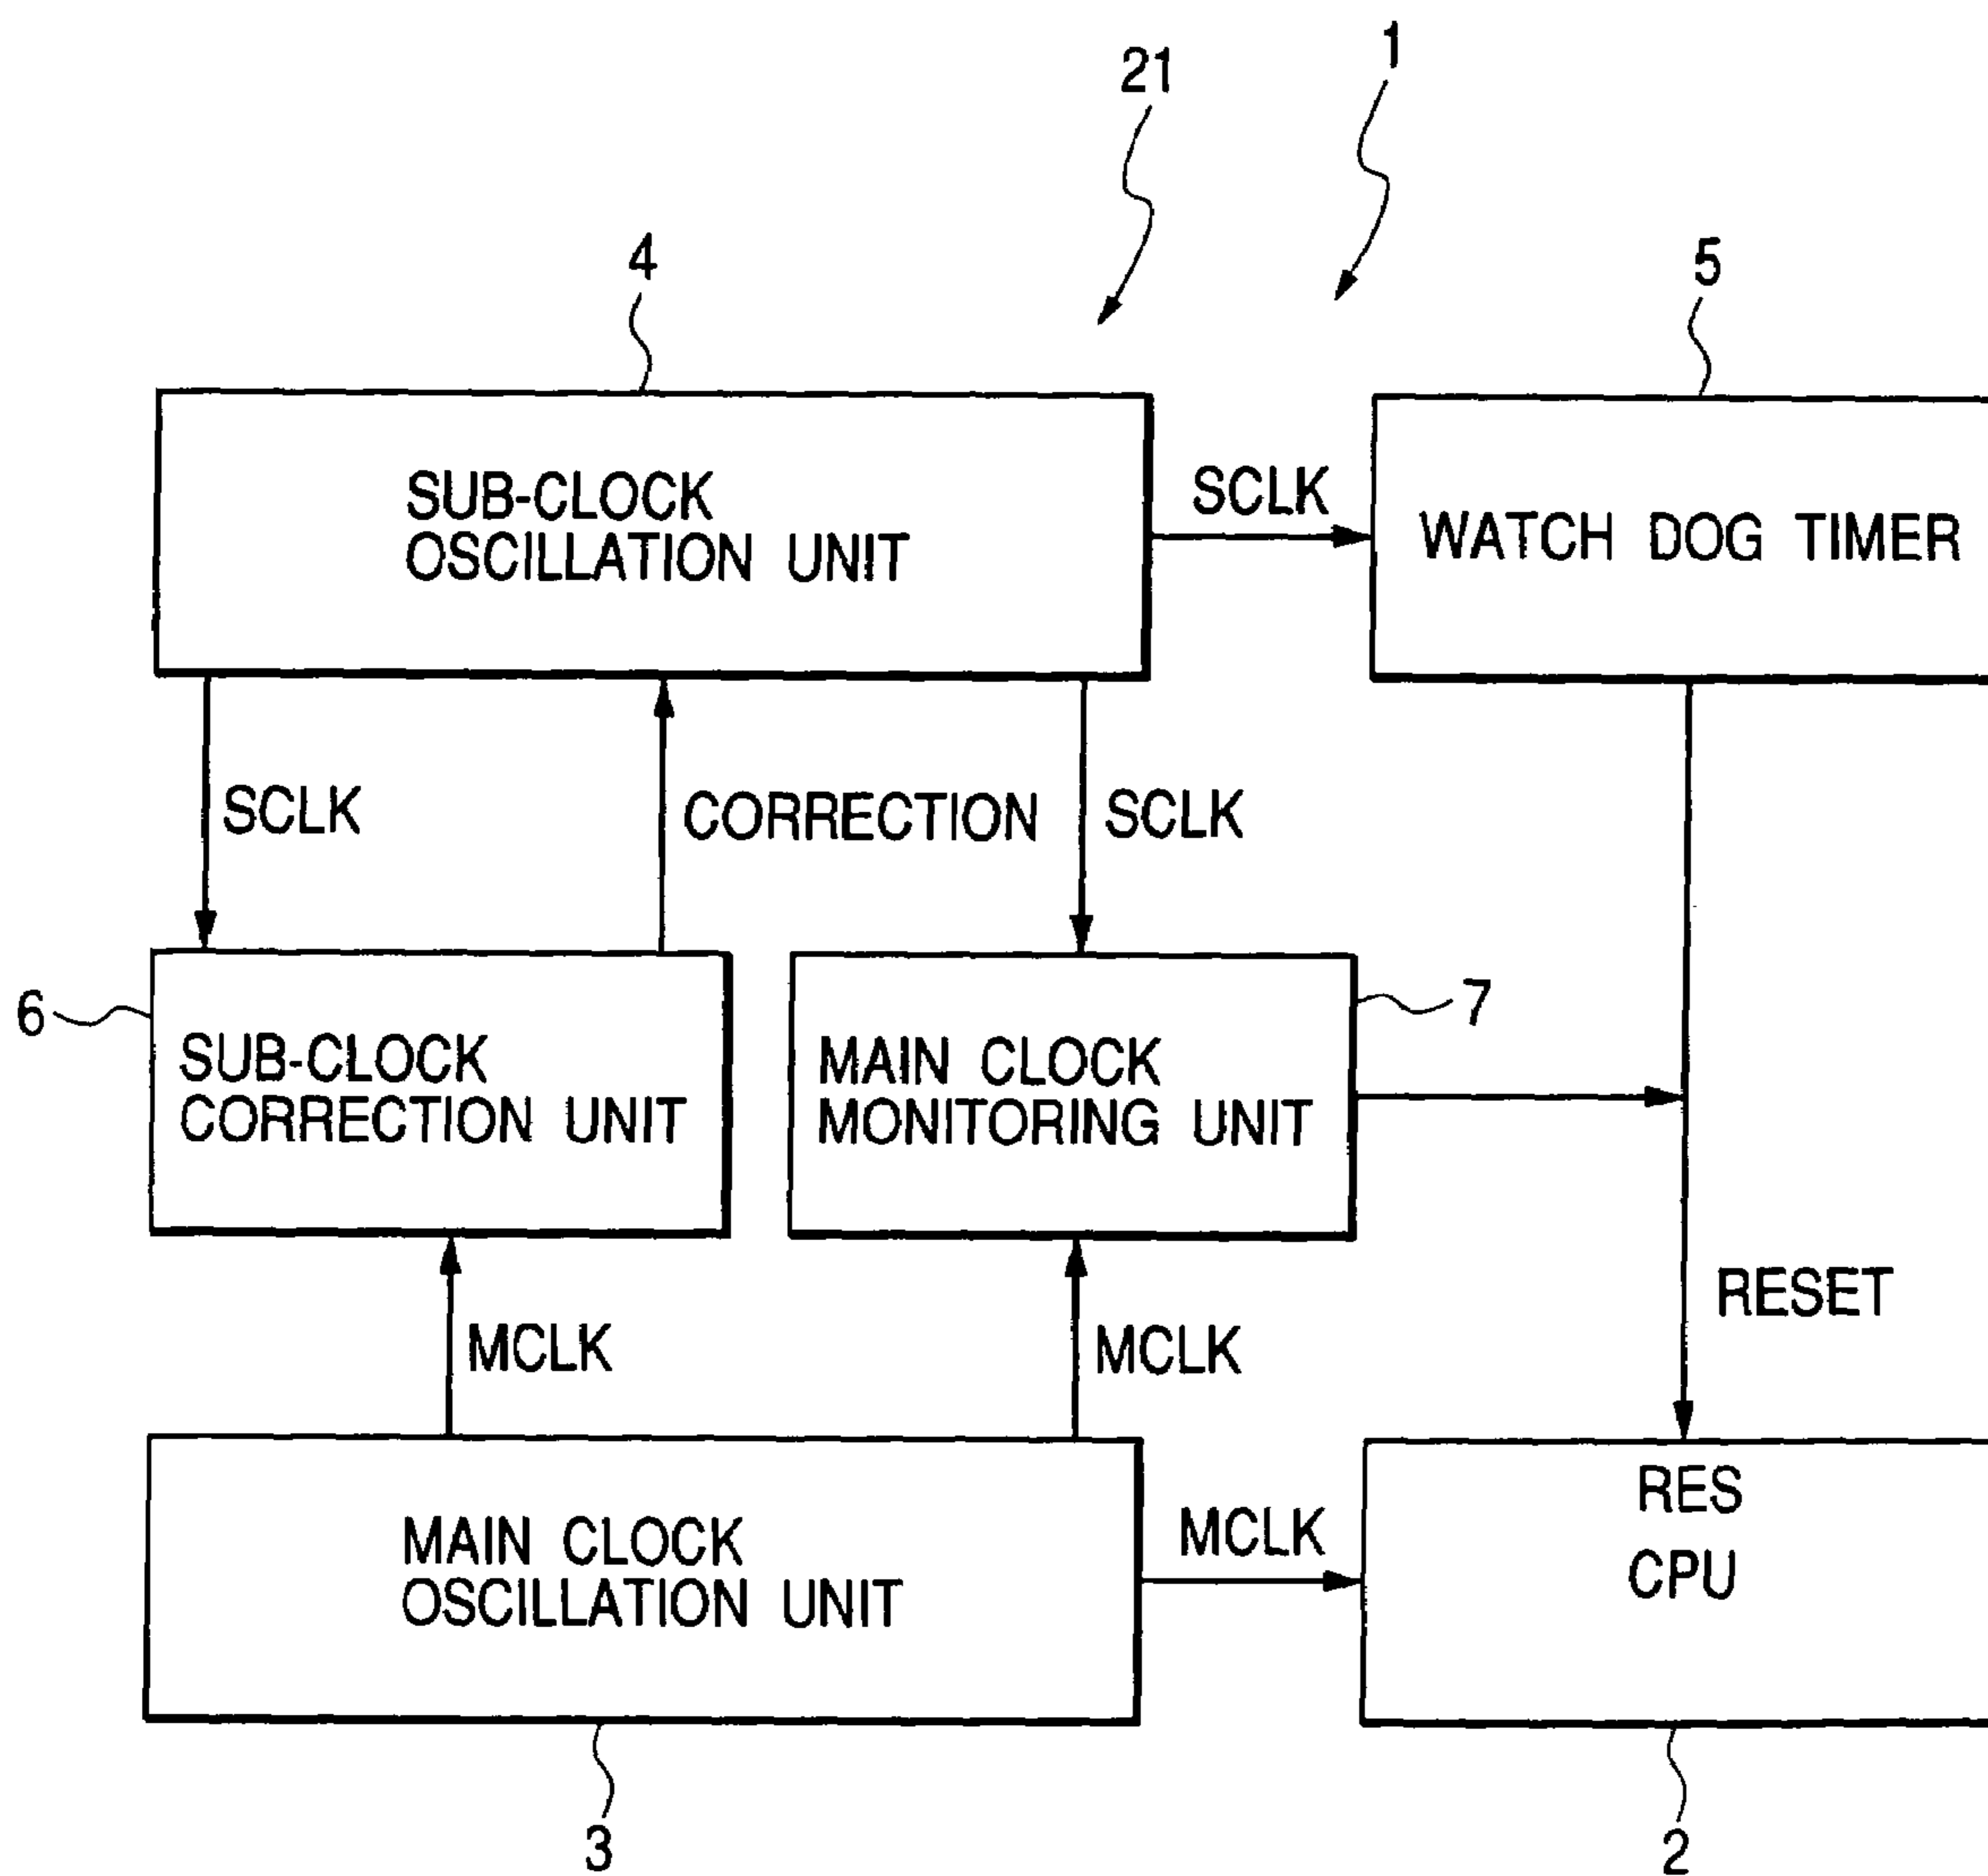 1
21
4
5
SUB-CLOCK
OSCILLATION UNIT
SCLK
WATCH DOG TIMER
SCLK
CORRECTION
SCLK
6
7
SUB-CLOCK
CORRECTION UNIT
MAIN CLOCK
MONITORING UNIT
RESET
MCLK
MCLK
RES
MAIN CLOCK
OSCILLATION UNIT
MCLK
CPU
3
2